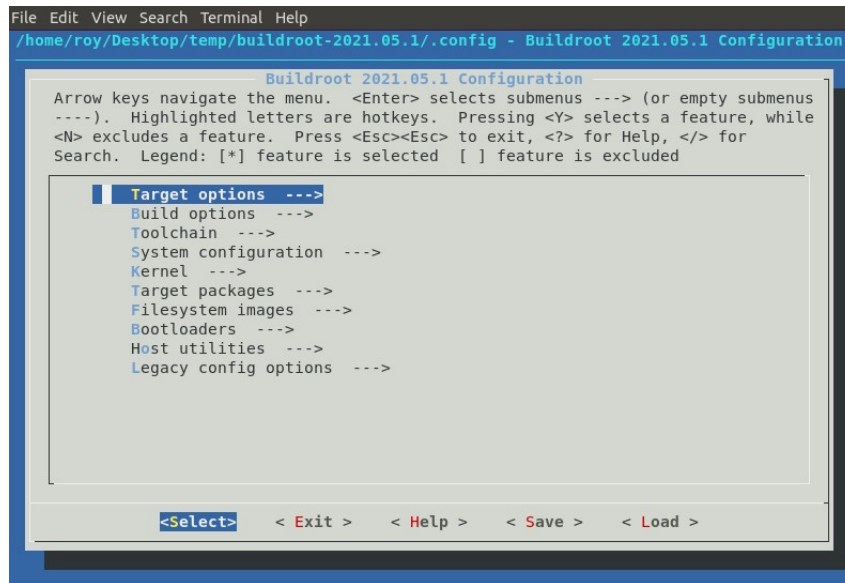 File Edit View Search Terminal Help
/home/roy/Desktop/temp/buildroot-2021.05.1/.config - Buildroot 2021.05.1 Configuration
Buildroot 2021.05.1 Configuration
Arrow keys navigate the menu.  <Enter> selects submenus ---> (or empty submenus
----).  Highlighted letters are hotkeys.  Pressing <Y> selects a feature, while
<N> excludes a feature.  Press <Esc><Esc> to exit, <?> for Help, </> for
Search.  Legend: [*] feature is selected  [ ] feature is excluded
Target options  --->
Build options  --->
Toolchain  --->
System configuration  --->
Kernel  --->
Target packages  --->
Filesystem images  --->
Bootloaders  --->
Host utilities  --->
Legacy config options  --->
<Select>    < Exit >    < Help >    < Save >    < Load >